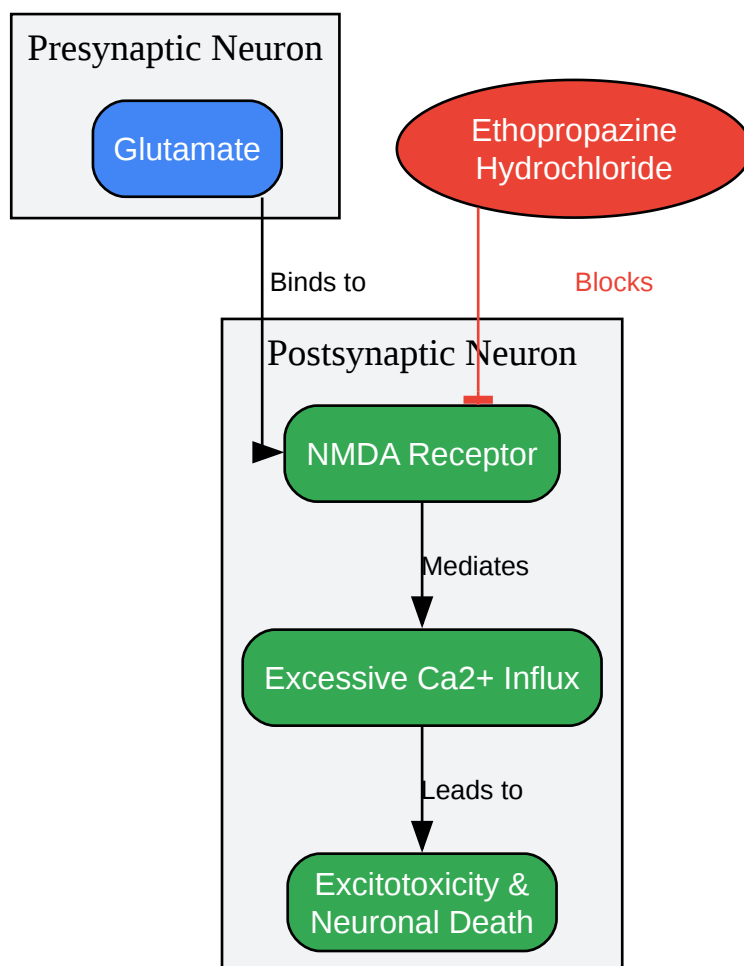 Presynaptic Neuron
Glutamate
Ethopropazine
Hydrochloride
Binds to
Blocks
Postsynaptic Neuron
NMDA Receptor
Mediates
Excessive Ca2+ Influx
Leads to
Excitotoxicity &
Neuronal Death